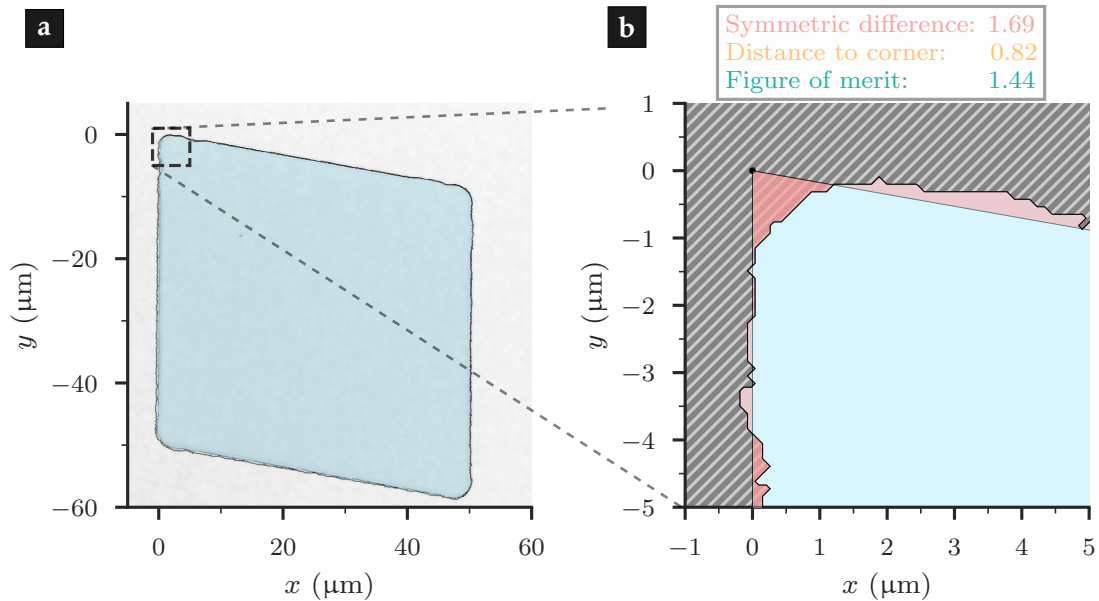 a
b
Symmetric difference: 1.69
Distance to corner: 0.82
Figure of merit: 1.44
0
−20
−40
−60
y (μm)
0
20
40
60
x (μm)
1
0
−1
−2
−3
−4
−5
y (μm)
−1
0
1
2
3
4
5
x (μm)